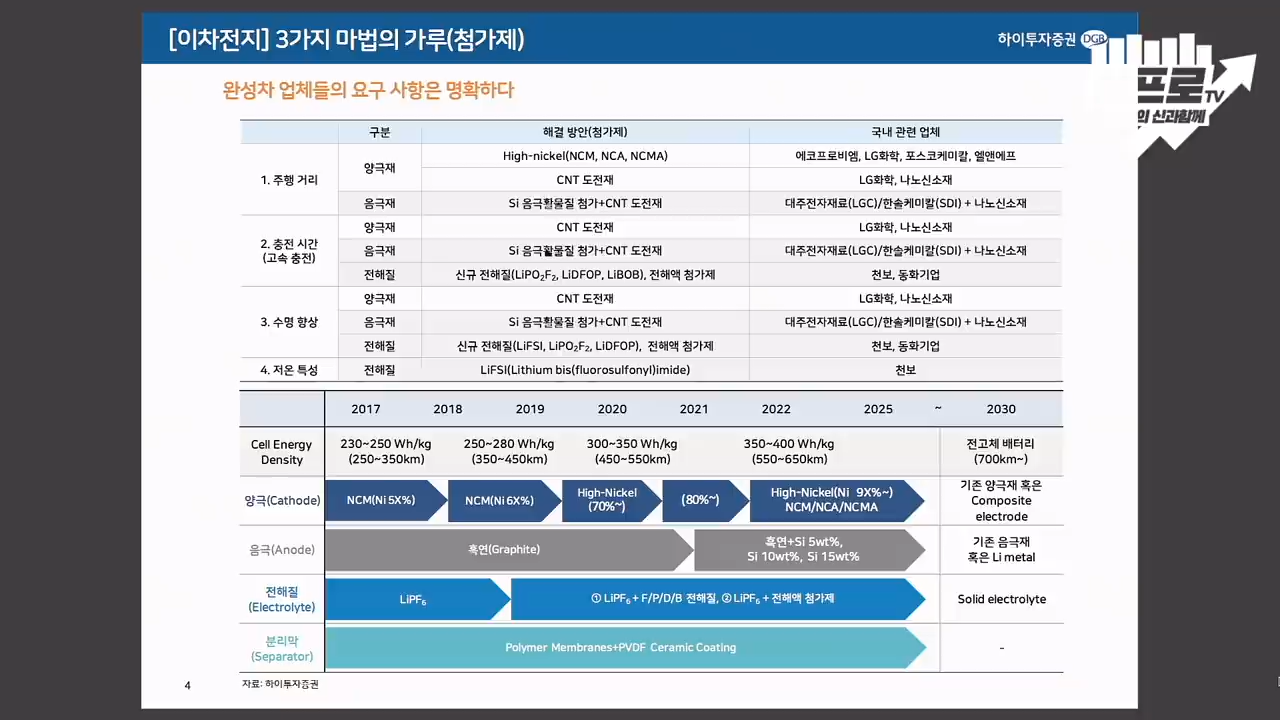 [이차전지] 3가지 마법의 가루(첨가제)
하이투자증권 DGB
프로TV
의 신과함께
완성차 업체들의 요구 사항은 명확하다
구분 해결 방안(첨가제) 국내 관련 업체
1. 주행 거리 양극재 High-nickel(NCM, NCA, NCMA) 에코프로비엠, LG화학, 포스코케미칼, 엘앤에프
CNT 도전재 LG화학, 나노신소재
음극재 Si 음극활물질 첨가+CNT 도전재 대주전자재료(LGC)/한솔케미칼(SDI) + 나노신소재
2. 충전 시간
(고속 충전)
양극재 CNT 도전재 LG화학, 나노신소재
음극재 Si 음극활물질 첨가+CNT 도전재 대주전자재료(LGC)/한솔케미칼(SDI) + 나노신소재
전해질 신규 전해질(LiPO₂F₂, LiDFOP, LiBOB), 전해액 첨가제 천보, 동화기업
3. 수명 향상 양극재 CNT 도전재 LG화학, 나노신소재
음극재 Si 음극활물질 첨가+CNT 도전재 대주전자재료(LGC)/한솔케미칼(SDI) + 나노신소재
전해질 신규 전해질(LiFSI, LiPO₂F₂, LiDFOP), 전해액 첨가제 천보, 동화기업
4. 저온 특성 전해질 LiFSI(Lithium bis(fluorosulfonyl)imide) 천보
2017 2018 2019 2020 2021 2022 2025 ~ 2030
Cell Energy
Density
230~250 Wh/kg
(250~350km)
250~280 Wh/kg
(350~450km)
300~350 Wh/kg
(450~550km)
350~400 Wh/kg
(550~650km)
전고체 배터리
(700km~)
양극(Cathode)
NCM(Ni 5X%)
NCM(Ni 6X%)
High-Nickel
(70%~)
(80%~)
High-Nickel(Ni 9X%~)
NCM/NCA/NCMA
기존 양극재 혹은
Composite
electrode
음극(Anode)
흑연(Graphite)
흑연+Si 5wt%,
Si 10wt%, Si 15wt%
기존 음극재
혹은 Li metal
전해질
(Electrolyte)
LiPF₆
① LiPF₆ + F/P/D/B 전해질, ② LiPF₆ + 전해액 첨가제
Solid electrolyte
분리막
(Separator)
Polymer Membranes+PVDF Ceramic Coating
-
4
자료: 하이투자증권